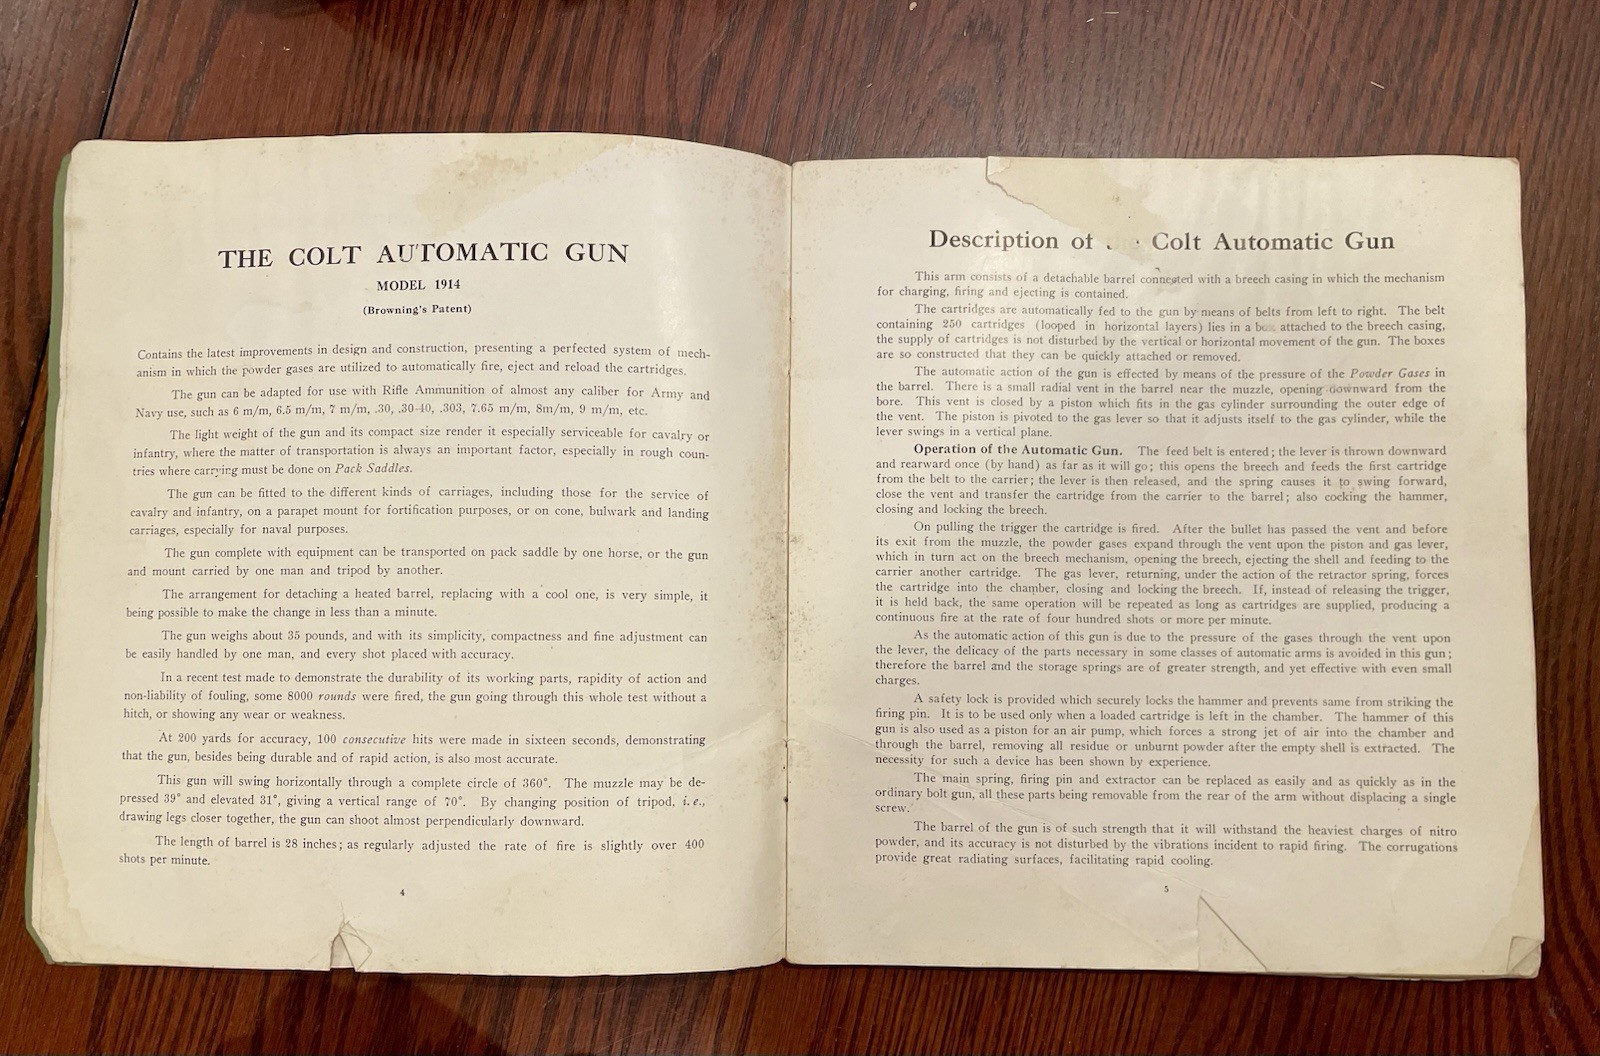 THE COLT AUTOMATIC GUN
MODEL 1914
(Browning's Patent)
Contains the latest improvements in design and construction, presenting a perfected system of mech-
anism in which the powder gases are utilized to automatically fire, eject and reload the cartridges.
The gun can be adapted for use with Rifle Ammunition of almost any caliber for Army and
Navy use, such as 6 m/m, 6.5 m/m, 7 m/m, .30, .30-40, .303, 7.65 m/m, 8m/m, 9 m/m, etc.
The light weight of the gun and its compact size render it especially serviceable for cavalry or
infantry, where the matter of transportation is always an important factor, especially in rough coun-
tries where carrying must be done on Pack Saddles.
The gun can be fitted to the different kinds of carriages, including those for the service of
cavalry and infantry, on a parapet mount for fortification purposes, or on cone, bulwark and landing
carriages, especially for naval purposes.
The gun complete with equipment can be transported on pack saddle by one horse, or the gun
and mount carried by one man and tripod by another.
The arrangement for detaching a heated barrel, replacing with a cool one, is very simple, it
being possible to make the change in less than a minute.
The gun weighs about 35 pounds, and with its simplicity, compactness and fine adjustment can
be easily handled by one man, and every shot placed with accuracy.
In a recent test made to demonstrate the durability of its working parts, rapidity of action and
non-liability of fouling, some 8000 rounds were fired, the gun going through this whole test without a
hitch, or showing any wear or weakness.
At 200 yards for accuracy, 100 consecutive hits were made in sixteen seconds, demonstrating
that the gun, besides being durable and of rapid action, is also most accurate.
This gun will swing horizontally through a complete circle of 360°. The muzzle may be de-
pressed 39° and elevated 31°, giving a vertical range of 70°. By changing position of tripod, i. e.,
drawing legs closer together, the gun can shoot almost perpendicularly downward.
The length of barrel is 28 inches; as regularly adjusted the rate of fire is slightly over 400
shots per minute.
4
Description of Colt Automatic Gun
This arm consists of a detachable barrel connected with a breech casing in which the mechanism
for charging, firing and ejecting is contained.
The cartridges are automatically fed to the gun by means of belts from left to right. The belt
containing 250 cartridges (looped in horizontal layers) lies in a attached to the breech casing,
the supply of cartridges is not disturbed by the vertical or horizontal movement of the gun. The boxes
are so constructed that they can be quickly attached or removed.
The automatic action of the gun is effected by means of the pressure of the Powder Gases in
the barrel. There is a small radial vent in the barrel near the muzzle, opening downward from the
bore. This vent is closed by a piston which fits in the gas cylinder surrounding the outer edge of
the vent. The piston is pivoted to the gas lever so that it adjusts itself to the gas cylinder, while the
lever swings in a vertical plane.
Operation of the Automatic Gun. The feed belt is entered; the lever is thrown downward
and rearward once (by hand) as far as it will go; this opens the breech and feeds the first cartridge
from the belt to the carrier; the lever is then released, and the spring causes it to swing forward,
close the vent and transfer the cartridge from the carrier to the barrel; also cocking the hammer,
closing and locking the breech.
On pulling the trigger the cartridge is fired. After the bullet has passed the vent and before
its exit from the muzzle, the powder gases expand through the vent upon the piston and gas lever,
which in turn act on the breech mechanism, opening the breech, ejecting the shell and feeding to the
carrier another cartridge. The gas lever, returning, under the action of the retractor spring, forces
the cartridge into the chamber, closing and locking the breech. If, instead of releasing the trigger,
it is held back, the same operation will be repeated as long as cartridges are supplied, producing a
continuous fire at the rate of four hundred shots or more per minute.
As the automatic action of this gun is due to the pressure of the gases through the vent upon
the lever, the delicacy of the parts necessary in some classes of automatic arms is avoided in this gun;
therefore the barrel and the storage springs are of greater strength, and yet effective with even small
charges.
A safety lock is provided which securely locks the hammer and prevents same from striking the
firing pin. It is to be used only when a loaded cartridge is left in the chamber. The hammer of this
gun is also used as a piston for an air pump, which forces a strong jet of air into the chamber and
through the barrel, removing all residue or unburnt powder after the empty shell is extracted. The
necessity for such a device has been shown by experience.
The main spring, firing pin and extractor can be replaced as easily and as quickly as in the
ordinary bolt gun, all these parts being removable from the rear of the arm without displacing a single
screw.
The barrel of the gun is of such strength that it will withstand the heaviest charges of nitro
powder, and its accuracy is not disturbed by the vibrations incident to rapid firing. The corrugations
provide great radiating surfaces, facilitating rapid cooling.
5